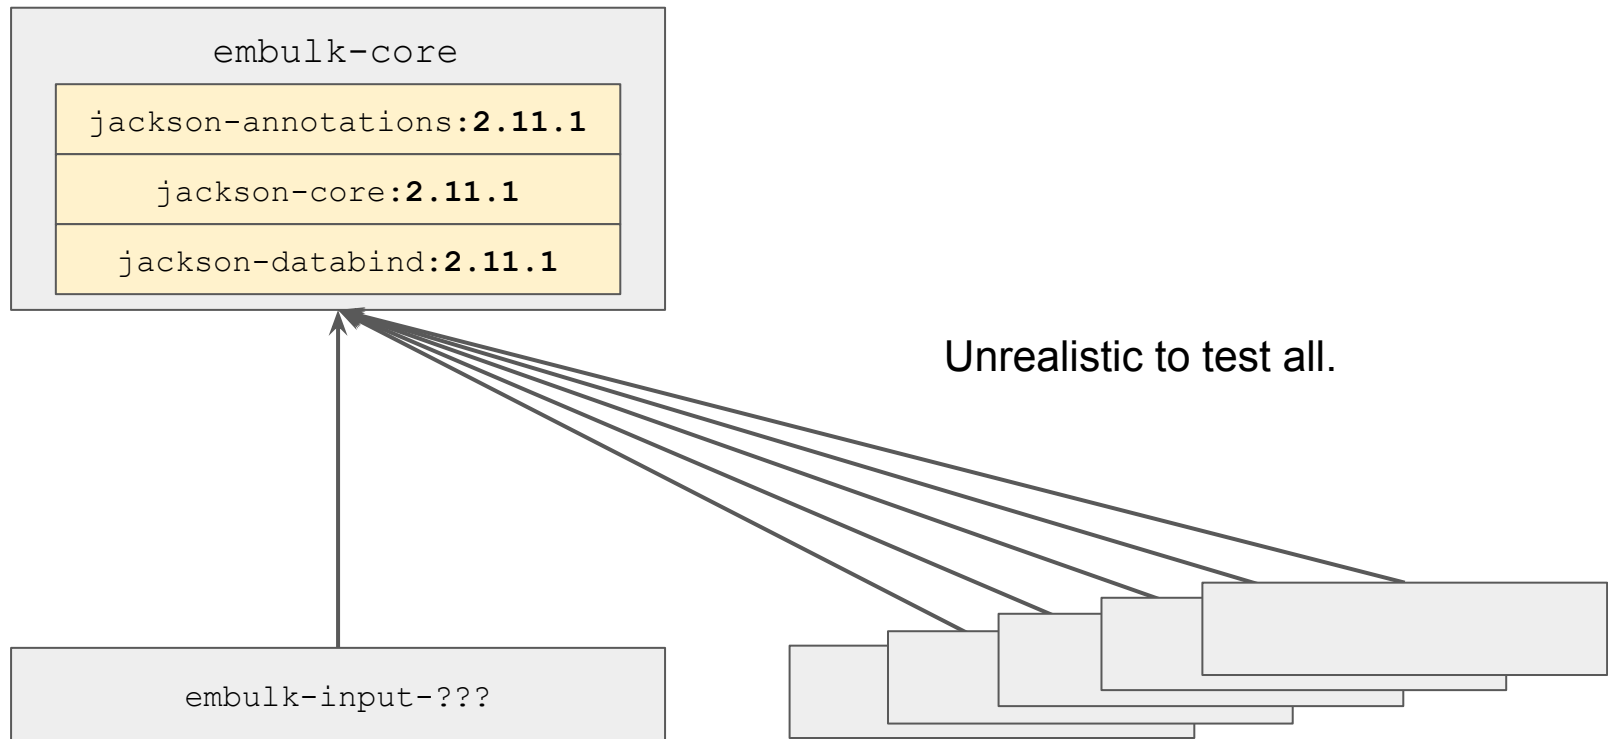 embulk-core
jackson-annotations:2.11.1
jackson-core:2.11.1
jackson-databind:2.11.1
Unrealistic to test all.
embulk-input-???